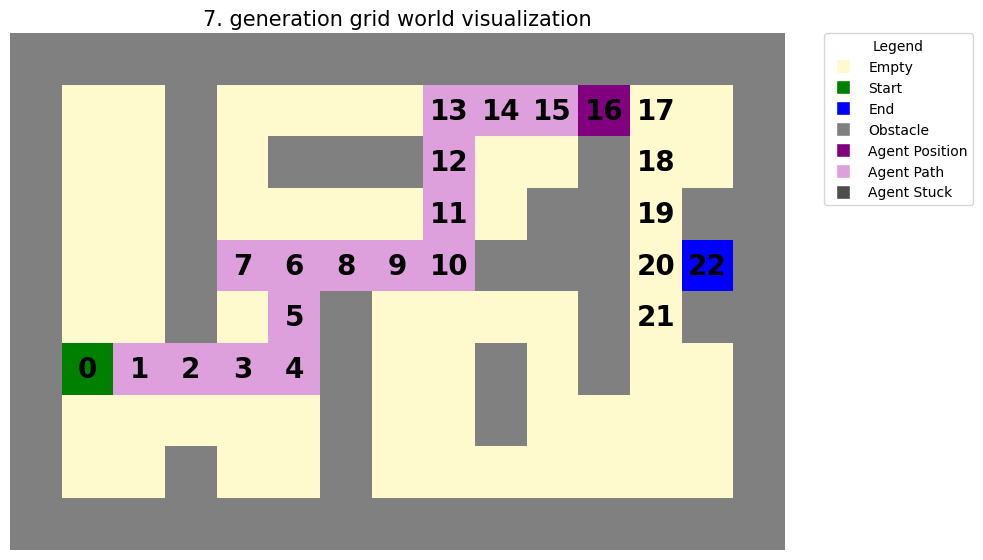 7. generation grid world visualization
Legend
Empty
Start
End
Obstacle
Agent Position
Agent Path
Agent Stuck
13 14 15 16 17
12 18
11 19
7 6 8 9 10 20 22
5 21
0 1 2 3 4